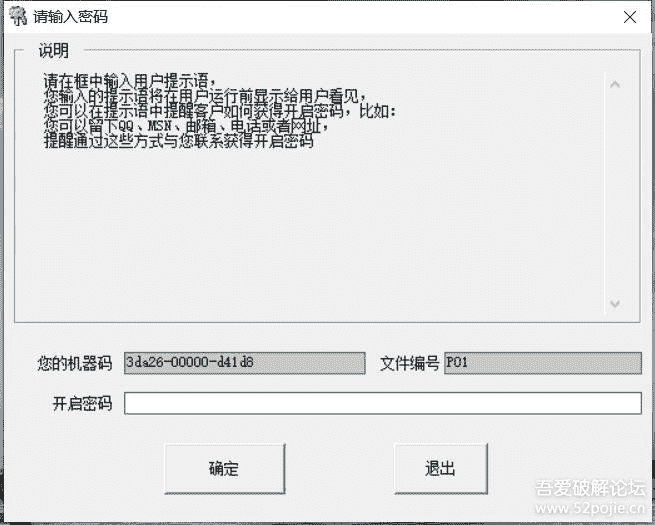 请输入密码
说明
请在框中输入用户提示语，
您输入的提示语将在用户运行前显示给用户看见，
您可以在提示语中提醒客户如何获得开启密码，比如：
您可以留下QQ、MSN、邮箱、电话或者网址，
提醒通过这些方式与您联系获得开启密码
您的机器码 3da26-00000-d41d8 文件编号 P01
开启密码
确定 退出
吾爱破解论坛
www.52pojie.cn